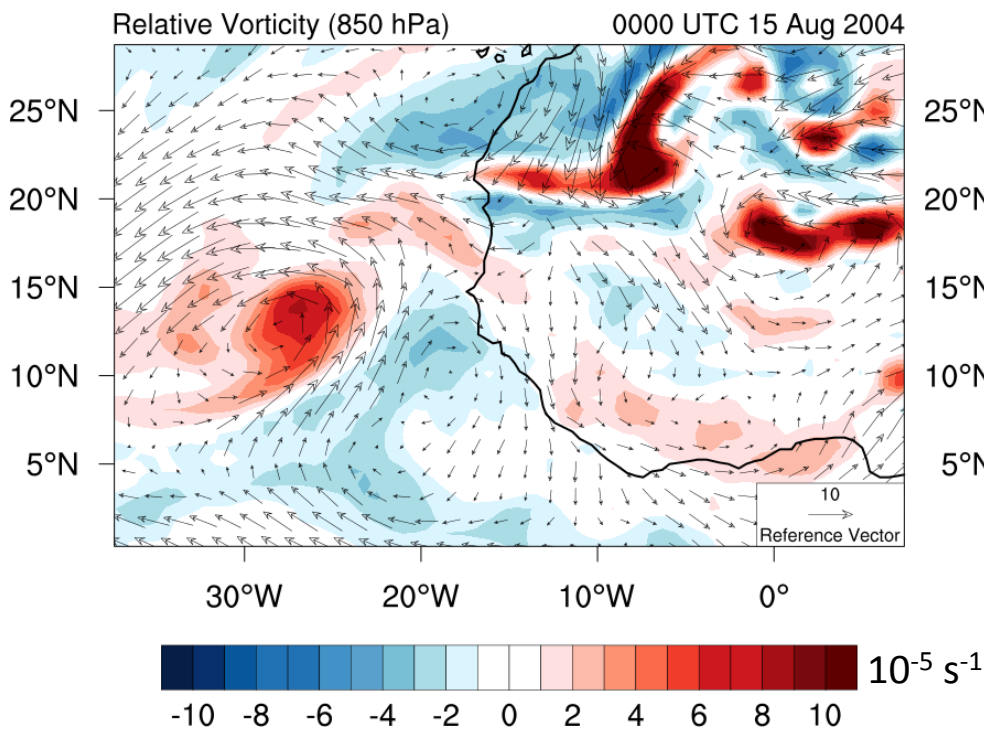 Relative Vorticity (850 hPa) 0000 UTC 15 Aug 2004
25°N 25°N
20°N 20°N
15°N 15°N
10°N 10°N
5°N 5°N
10
Reference Vector
30°W 20°W 10°W 0°
10⁻⁵ s⁻¹
-10 -8 -6 -4 -2 0 2 4 6 8 10